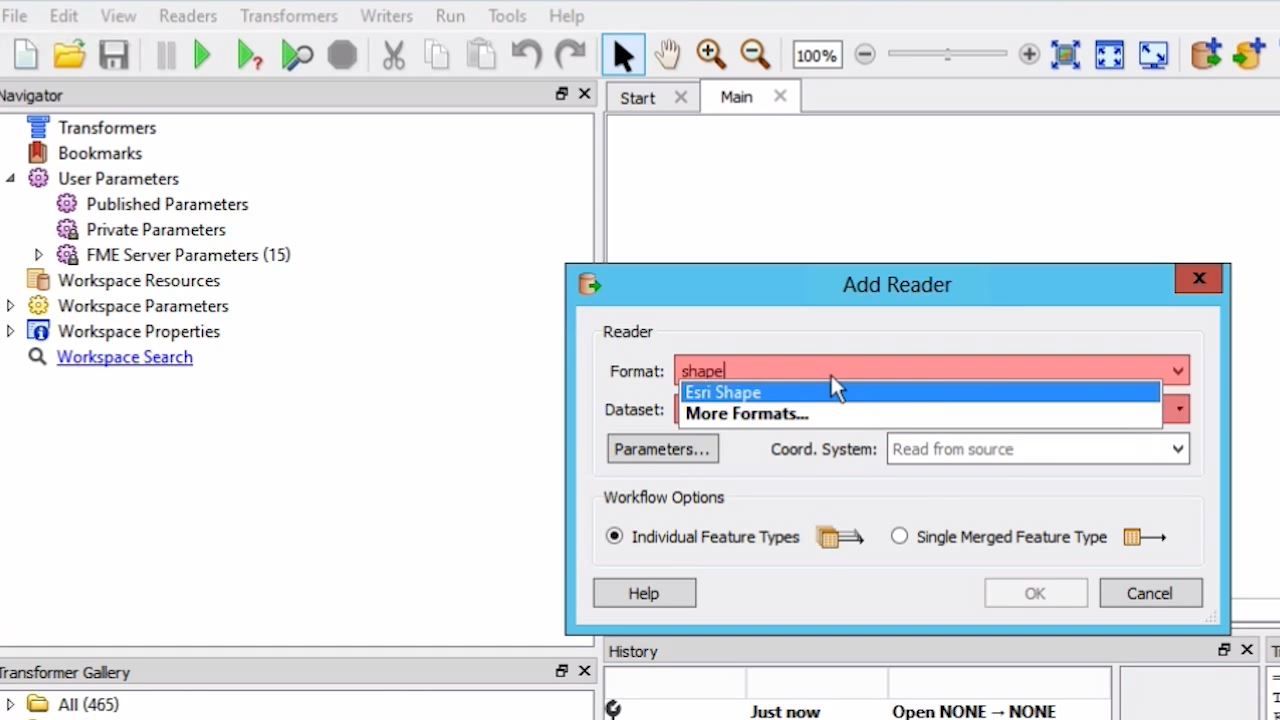 File Edit View Readers Transformers Writers Run Tools Help
100%
Navigator
Start Main
Transformers
Bookmarks
User Parameters
Published Parameters
Private Parameters
FME Server Parameters (15)
Workspace Resources
Workspace Parameters
Workspace Properties
Workspace Search
Add Reader
Reader
Format: shape
Esri Shape
Dataset:
More Formats...
Parameters... Coord. System: Read from source
Workflow Options
Individual Feature Types Single Merged Feature Type
Help OK Cancel
History
Transformer Gallery
All (465)
Just now Open NONE → NONE